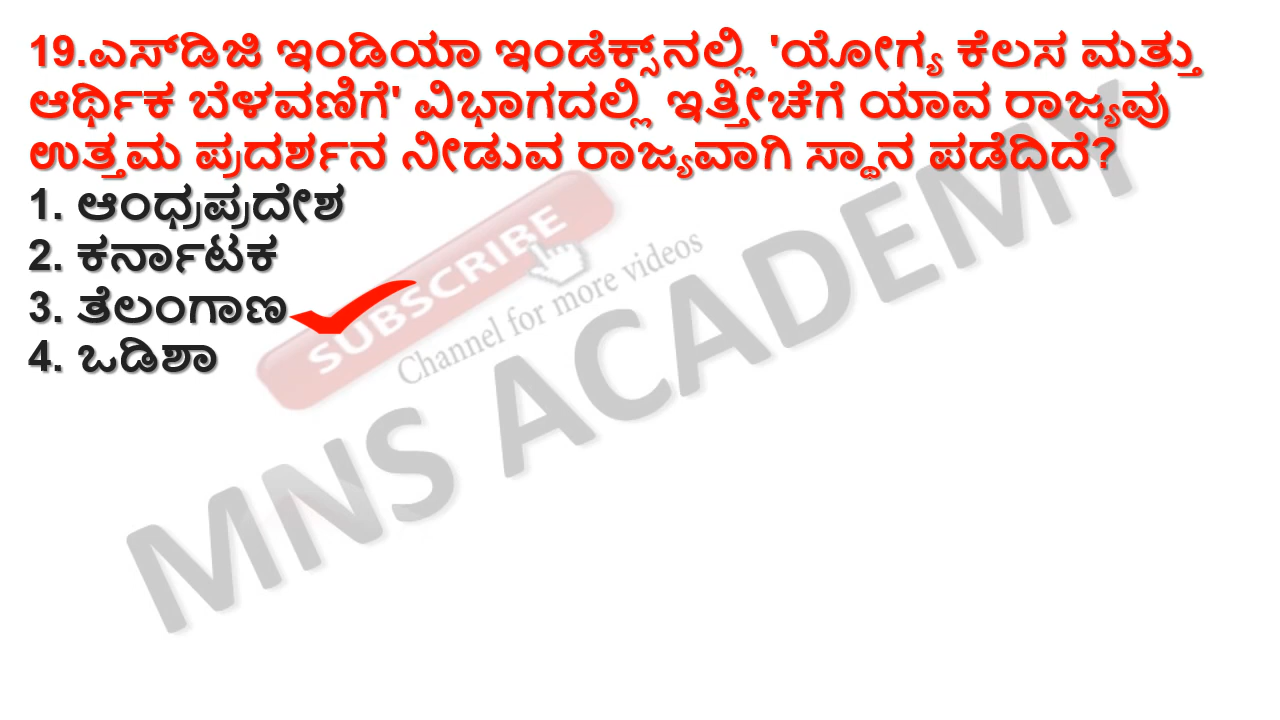 19.ಎಸ್‌ಡಿಜಿ ಇಂಡಿಯಾ ಇಂಡೆಕ್ಸ್‌ನಲ್ಲಿ 'ಯೋಗ್ಯ ಕೆಲಸ ಮತ್ತು
ಆರ್ಥಿಕ ಬೆಳವಣಿಗೆ' ವಿಭಾಗದಲ್ಲಿ ಇತ್ತೀಚೆಗೆ ಯಾವ ರಾಜ್ಯವು
ಉತ್ತಮ ಪ್ರದರ್ಶನ ನೀಡುವ ರಾಜ್ಯವಾಗಿ ಸ್ಥಾನ ಪಡೆದಿದೆ?
1. ಆಂಧ್ರಪ್ರದೇಶ
2. ಕರ್ನಾಟಕ
3. ತೆಲಂಗಾಣ
4. ಒಡಿಶಾ
SUBSCRIBE
Channel for more videos
MNS ACADEMY